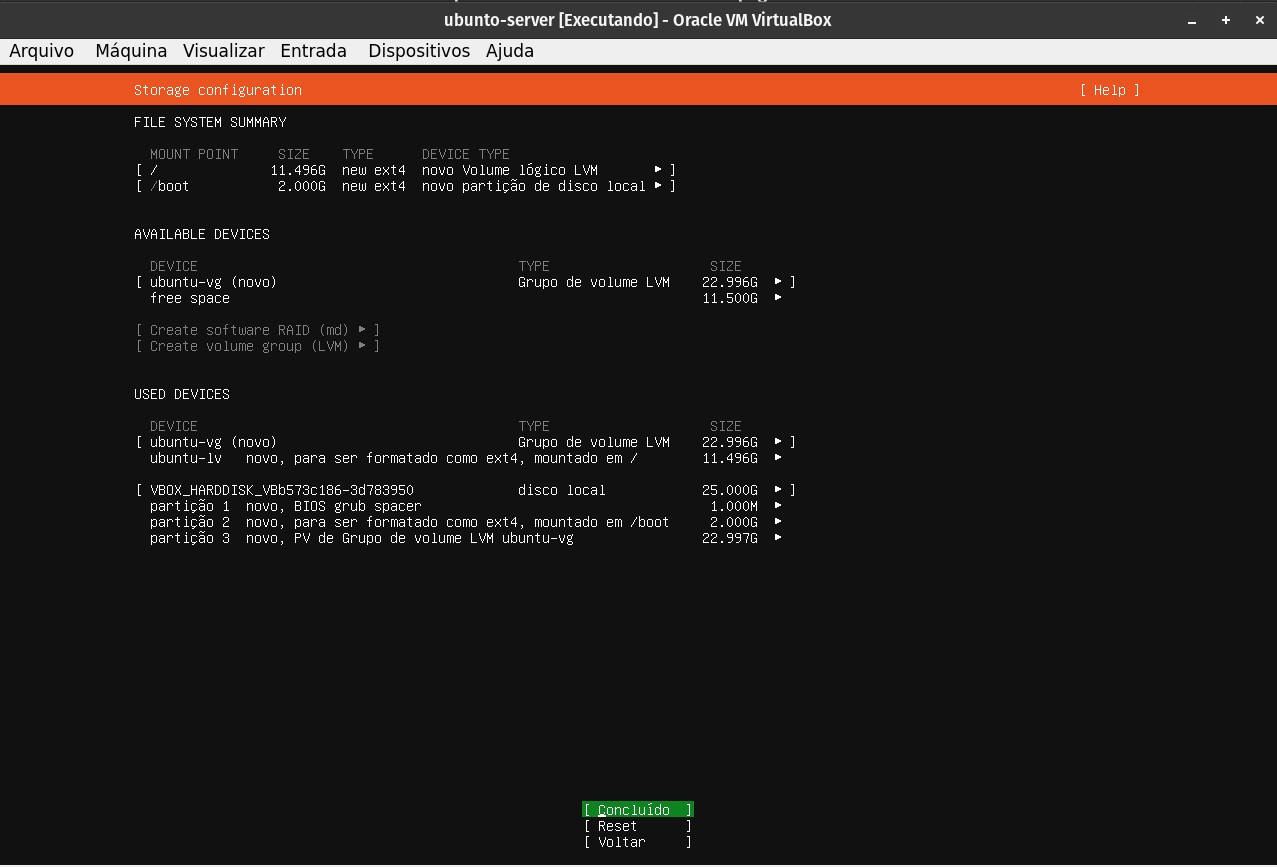 ubunto-server [Executando] - Oracle VM VirtualBox
Arquivo Máquina Visualizar Entrada Dispositivos Ajuda
Storage configuration [ Help ]
FILE SYSTEM SUMMARY
MOUNT POINT SIZE TYPE DEVICE TYPE
[ / 11.496G new ext4 novo Volume lógico LVM ▸ ]
[ /boot 2.000G new ext4 novo partição de disco local ▸ ]
AVAILABLE DEVICES
DEVICE TYPE SIZE
[ ubuntu-vg (novo) Grupo de volume LVM 22.996G ▸ ]
free space 11.500G ▸
[ Create software RAID (md) ▸ ]
[ Create volume group (LVM) ▸ ]
USED DEVICES
DEVICE TYPE SIZE
[ ubuntu-vg (novo) Grupo de volume LVM 22.996G ▸ ]
ubuntu-lv novo, para ser formatado como ext4, mountado em / 11.496G ▸
[ VBOX_HARDDISK_VBb573c186-3d783950 disco local 25.000G ▸ ]
partição 1 novo, BIOS grub spacer 1.000M ▸
partição 2 novo, para ser formatado como ext4, mountado em /boot 2.000G ▸
partição 3 novo, PV de Grupo de volume LVM ubuntu-vg 22.997G ▸
[ Concluído ]
[ Reset ]
[ Voltar ]